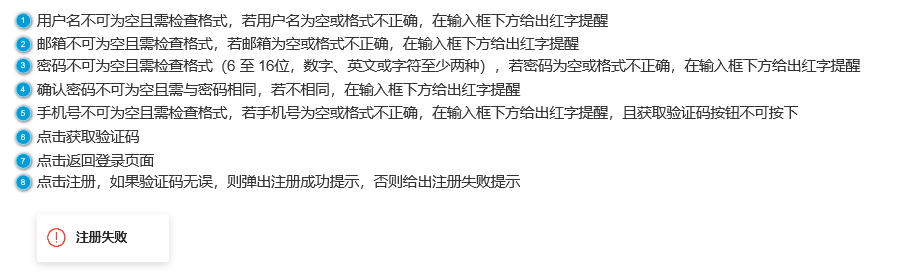 1 用户名不可为空且需检查格式，若用户名为空或格式不正确，在输入框下方给出红字提醒
2 邮箱不可为空且需检查格式，若邮箱为空或格式不正确，在输入框下方给出红字提醒
3 密码不可为空且需检查格式（6 至 16位，数字、英文或字符至少两种），若密码为空或格式不正确，在输入框下方给出红字提醒
4 确认密码不可为空且需与密码相同，若不相同，在输入框下方给出红字提醒
5 手机号不可为空且需检查格式，若手机号为空或格式不正确，在输入框下方给出红字提醒，且获取验证码按钮不可按下
6 点击获取验证码
7 点击返回登录页面
8 点击注册，如果验证码无误，则弹出注册成功提示，否则给出注册失败提示
注册失败